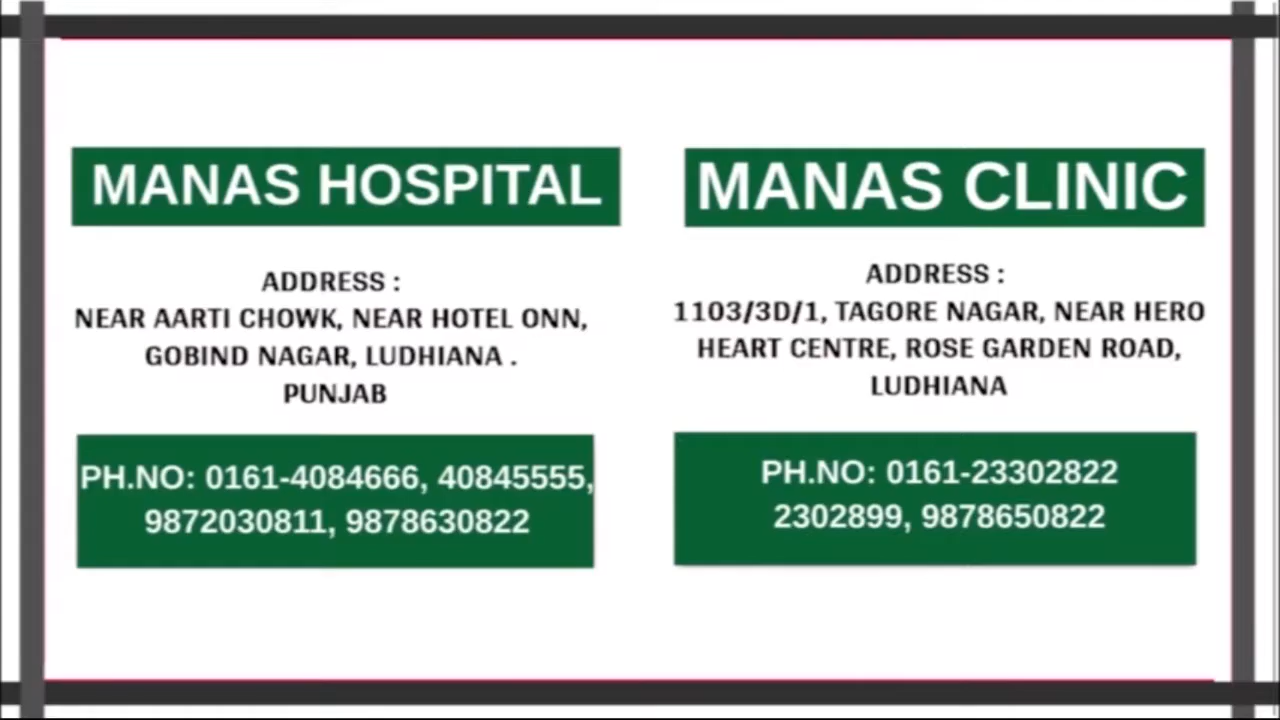 MANAS HOSPITAL
ADDRESS :
NEAR AARTI CHOWK, NEAR HOTEL ONN,
GOBIND NAGAR, LUDHIANA .
PUNJAB
PH.NO: 0161-4084666, 40845555,
9872030811, 9878630822
MANAS CLINIC
ADDRESS :
1103/3D/1, TAGORE NAGAR, NEAR HERO
HEART CENTRE, ROSE GARDEN ROAD,
LUDHIANA
PH.NO: 0161-23302822
2302899, 9878650822